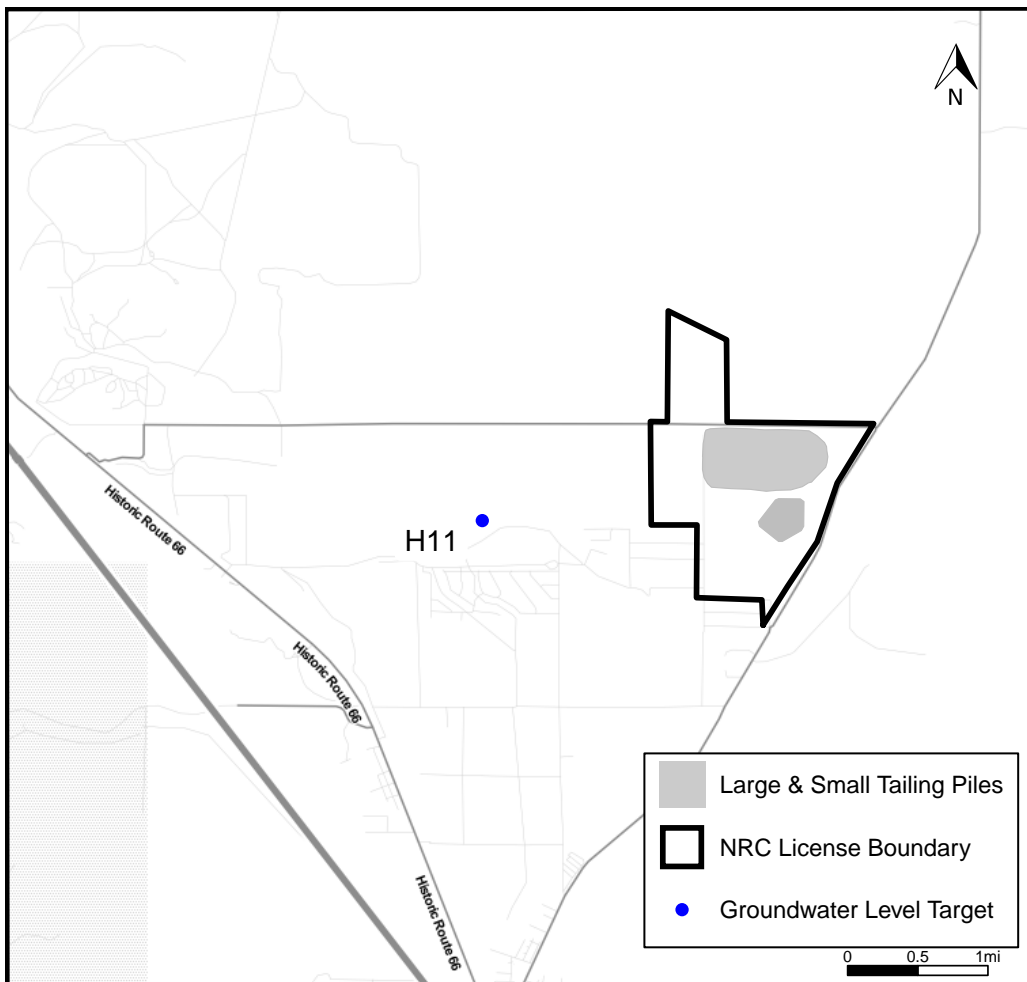 N
H11
Historic Route 66
Historic Route 66
Historic Route 66
Large & Small Tailing Piles
NRC License Boundary
Groundwater Level Target
0 0.5 1mi